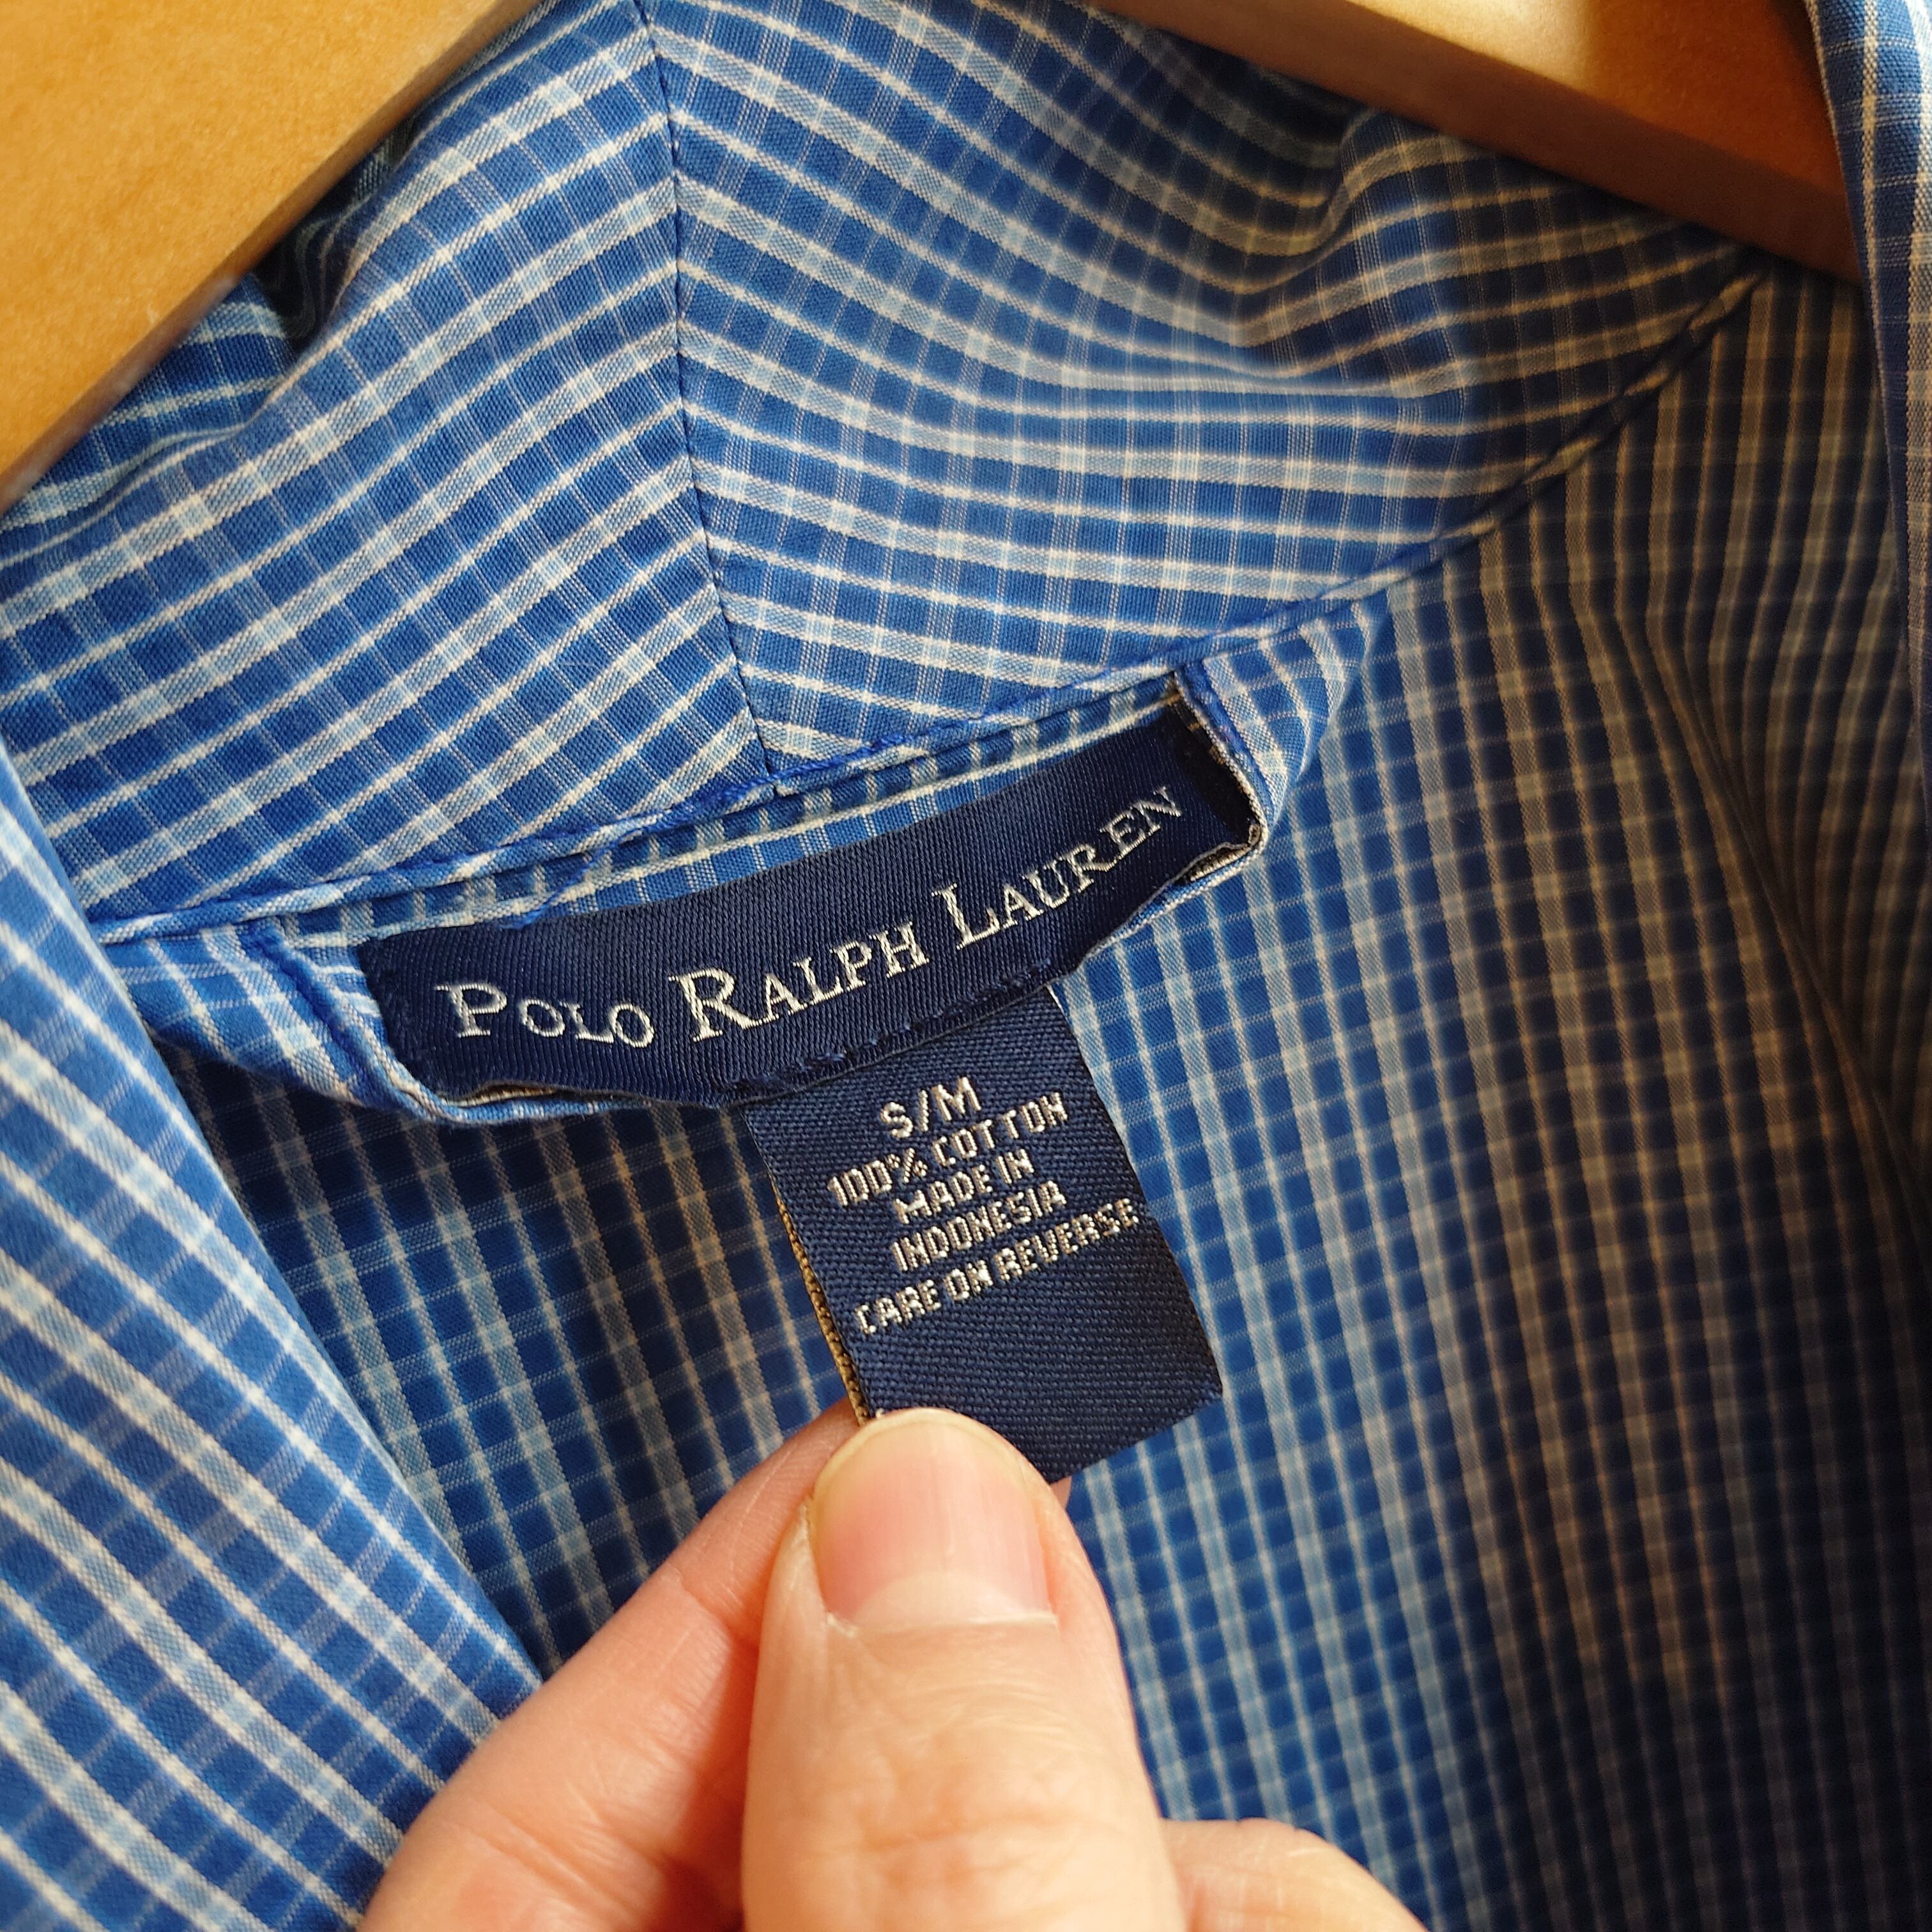 POLO RALPH LAUREN
S/M
100% COTTON
MADE IN
INDONESIA
CARE ON REVERSE